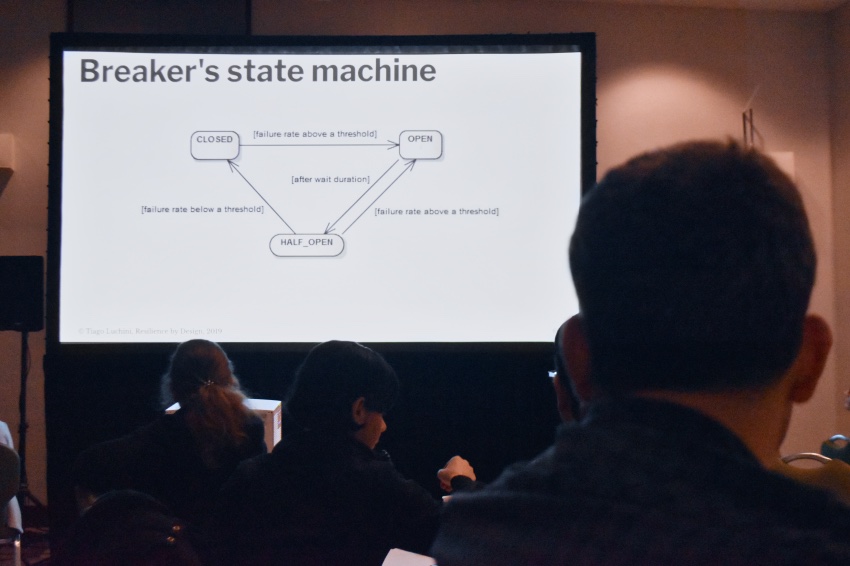 Breaker's state machine
CLOSED
[failure rate above a threshold]
OPEN
[after wait duration]
[failure rate below a threshold]
[failure rate above a threshold]
HALF_OPEN
© Tiago Luchini, Resilience by Design, 2019